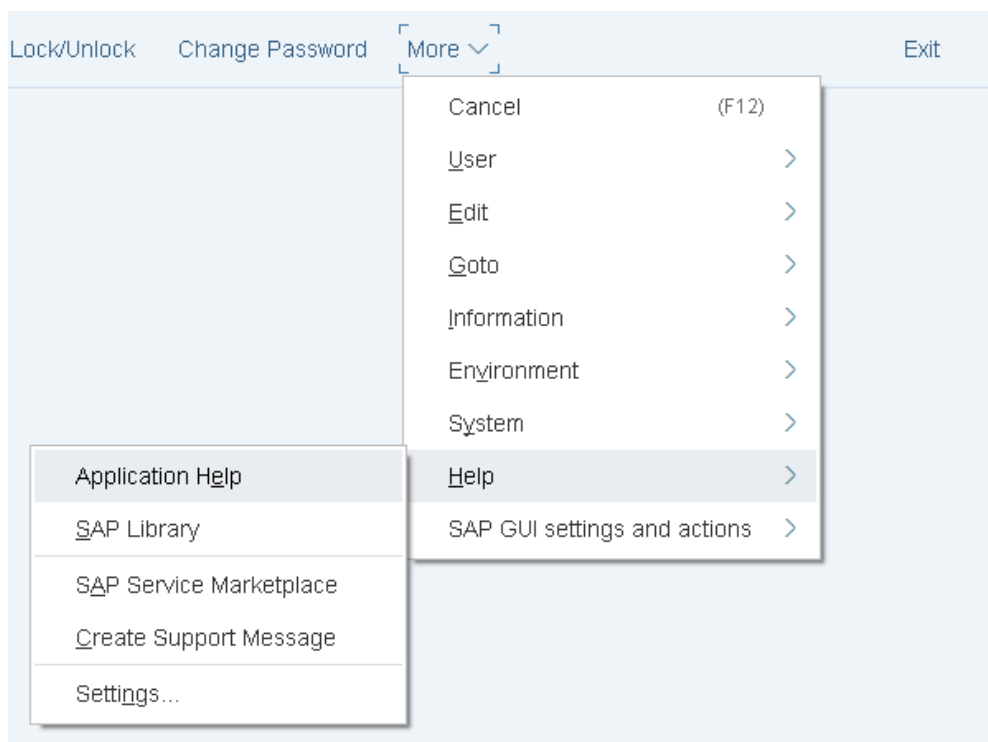 Lock/Unlock Change Password More Exit
Cancel (F12)
User
Edit
Goto
Information
Environment
System
Help
SAP GUI settings and actions
Application Help
SAP Library
SAP Service Marketplace
Create Support Message
Settings...